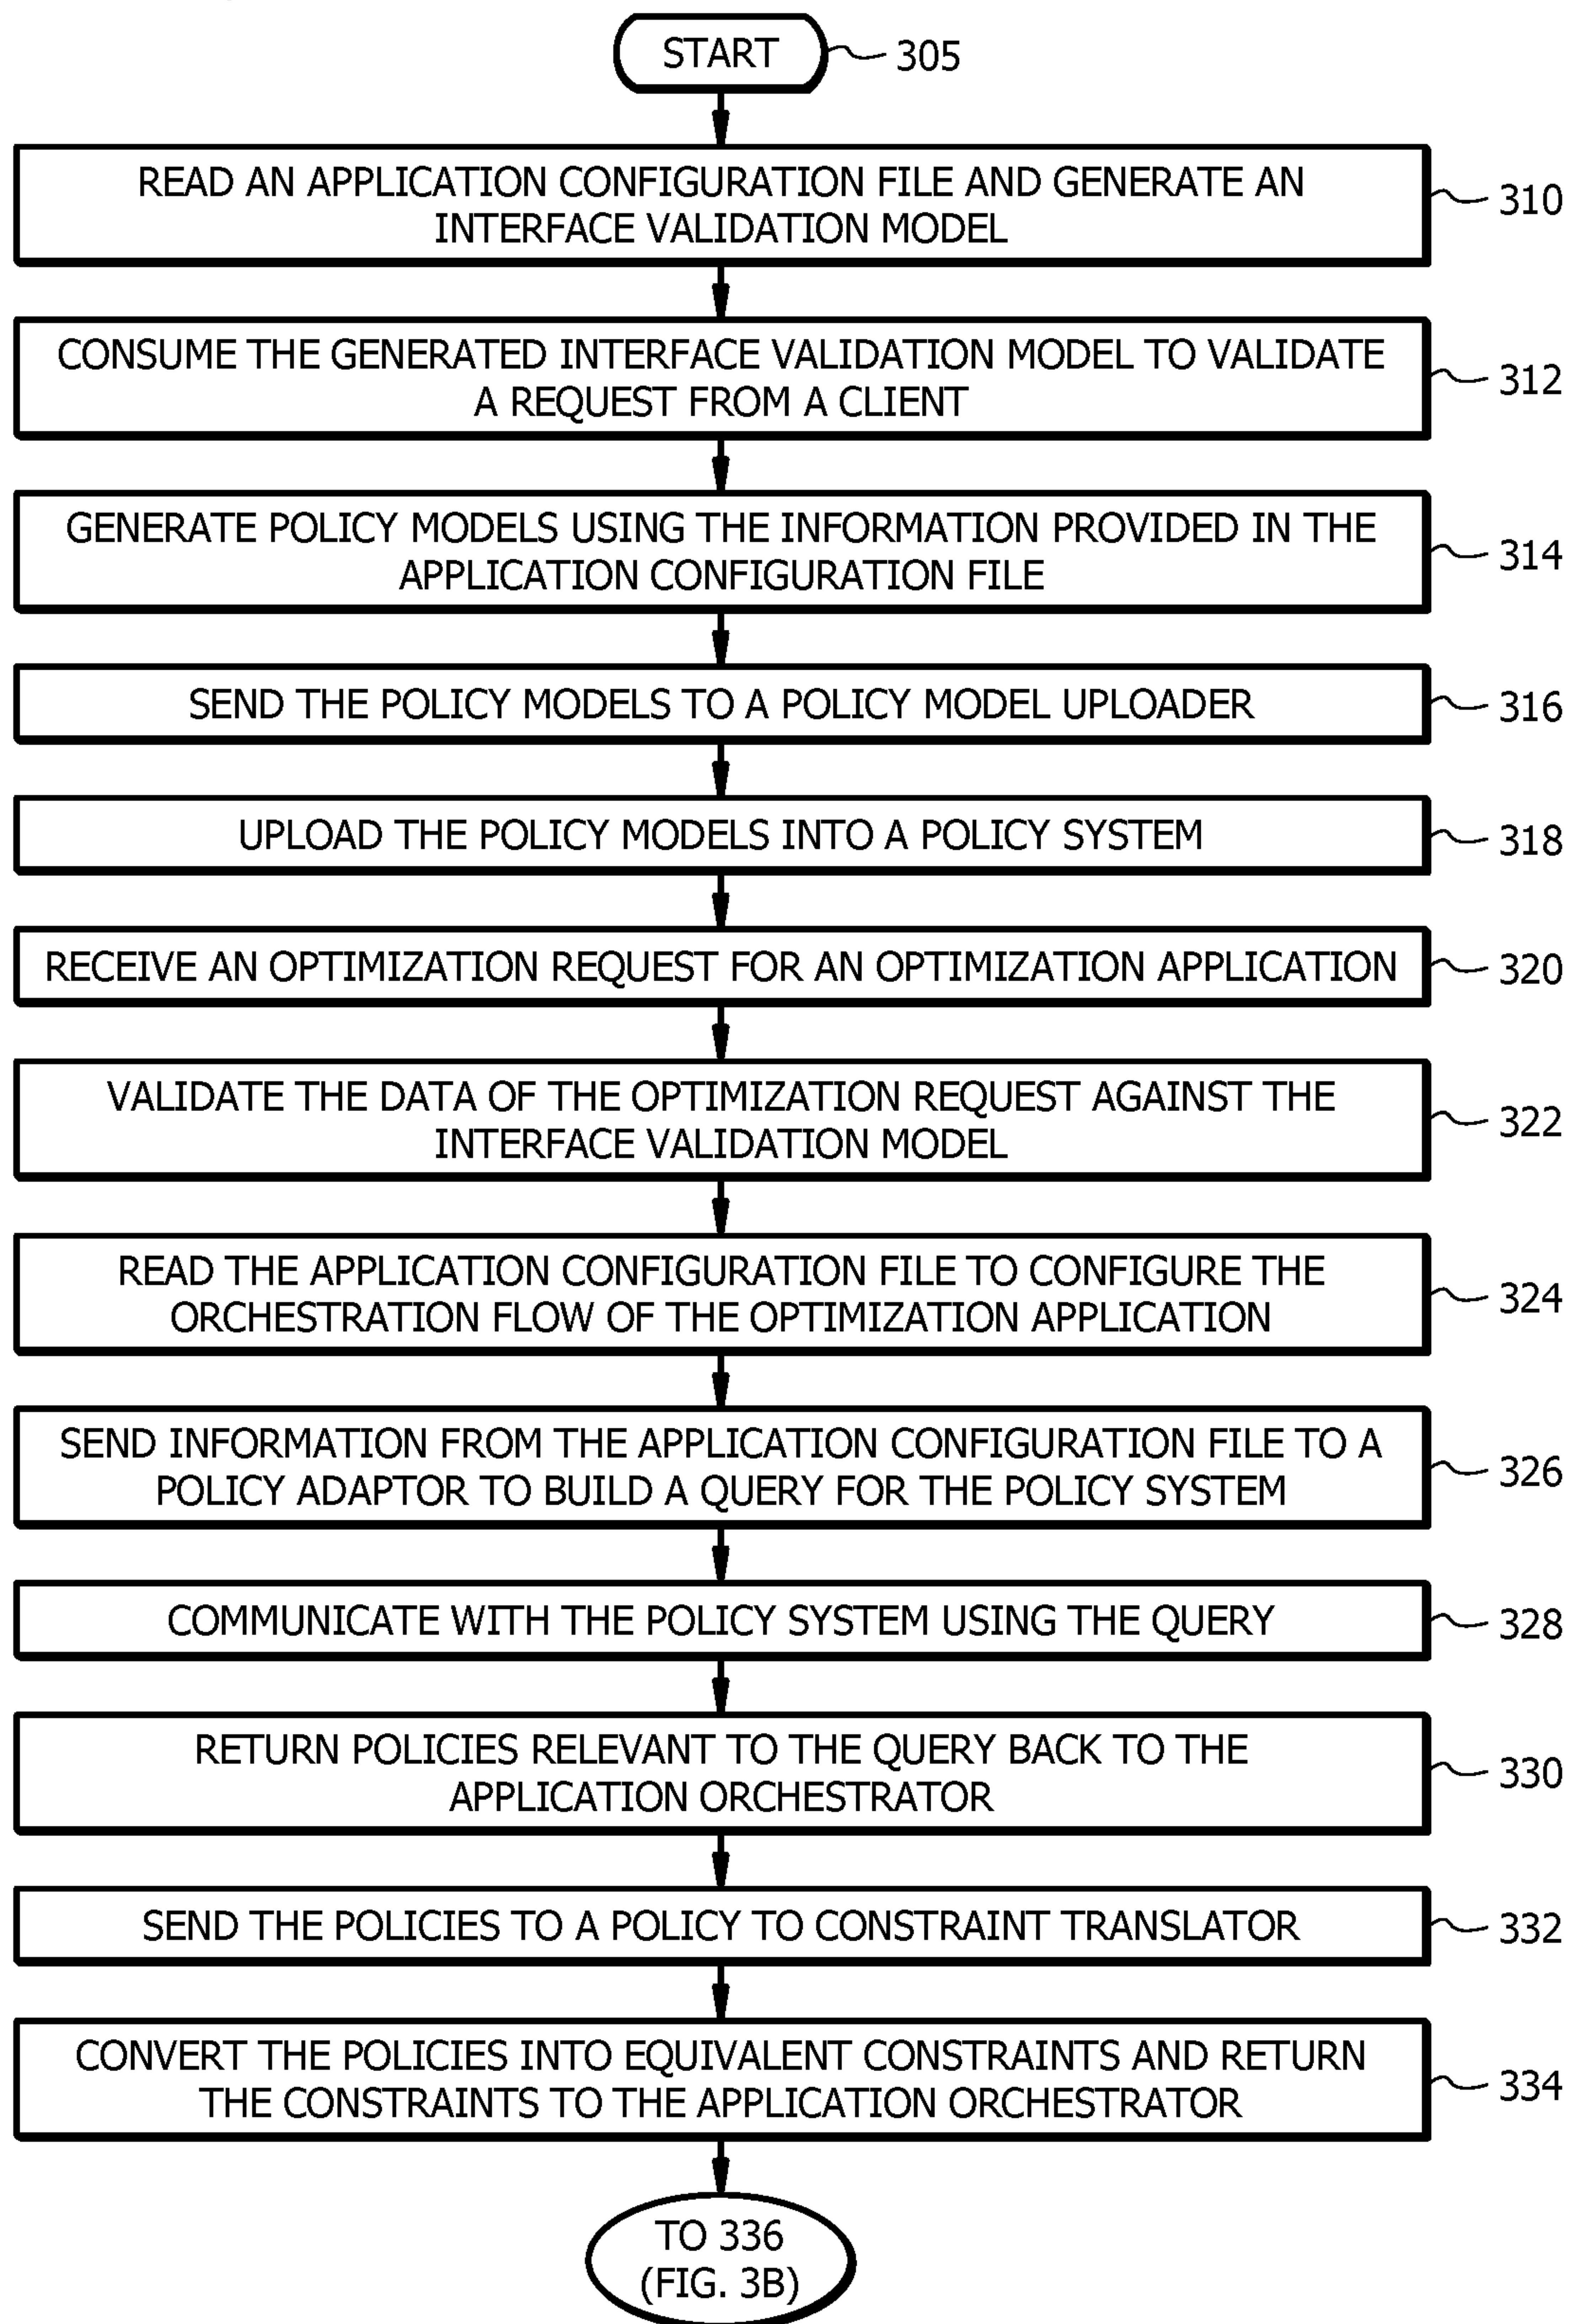 START
305
READ AN APPLICATION CONFIGURATION FILE AND GENERATE AN
INTERFACE VALIDATION MODEL
310
CONSUME THE GENERATED INTERFACE VALIDATION MODEL TO VALIDATE
A REQUEST FROM A CLIENT
312
GENERATE POLICY MODELS USING THE INFORMATION PROVIDED IN THE
APPLICATION CONFIGURATION FILE
314
SEND THE POLICY MODELS TO A POLICY MODEL UPLOADER
316
UPLOAD THE POLICY MODELS INTO A POLICY SYSTEM
318
RECEIVE AN OPTIMIZATION REQUEST FOR AN OPTIMIZATION APPLICATION
320
VALIDATE THE DATA OF THE OPTIMIZATION REQUEST AGAINST THE
INTERFACE VALIDATION MODEL
322
READ THE APPLICATION CONFIGURATION FILE TO CONFIGURE THE
ORCHESTRATION FLOW OF THE OPTIMIZATION APPLICATION
324
SEND INFORMATION FROM THE APPLICATION CONFIGURATION FILE TO A
POLICY ADAPTOR TO BUILD A QUERY FOR THE POLICY SYSTEM
326
COMMUNICATE WITH THE POLICY SYSTEM USING THE QUERY
328
RETURN POLICIES RELEVANT TO THE QUERY BACK TO THE
APPLICATION ORCHESTRATOR
330
SEND THE POLICIES TO A POLICY TO CONSTRAINT TRANSLATOR
332
CONVERT THE POLICIES INTO EQUIVALENT CONSTRAINTS AND RETURN
THE CONSTRAINTS TO THE APPLICATION ORCHESTRATOR
334
TO 336
(FIG. 3B)